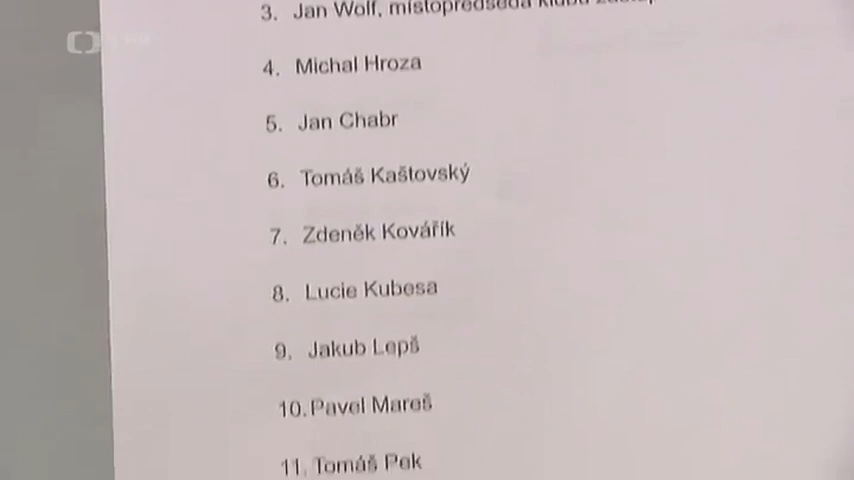 3. Jan Wolf, místopředseda klubu
4. Michal Hroza
5. Jan Chabr
6. Tomáš Kaštovský
7. Zdeněk Kovářík
8. Lucie Kubesa
9. Jakub Lepš
10. Pavel Mareš
11. Tomáš Pek